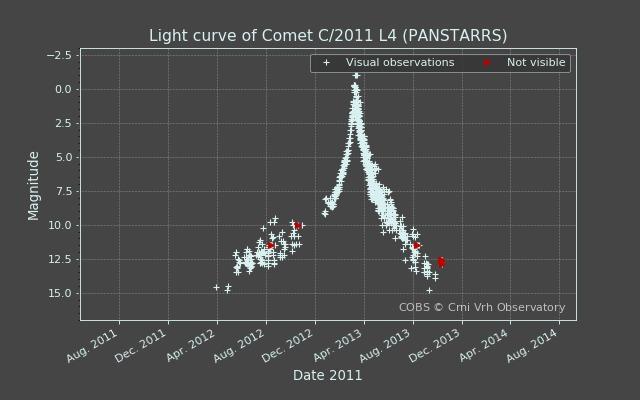 Light curve of Comet C/2011 L4 (PANSTARRS)
Visual observations
Not visible
Magnitude
−2.5
0.0
2.5
5.0
7.5
10.0
12.5
15.0
COBS © Crni Vrh Observatory
Aug. 2011
Dec. 2011
Apr. 2012
Aug. 2012
Dec. 2012
Apr. 2013
Aug. 2013
Dec. 2013
Apr. 2014
Aug. 2014
Date 2011